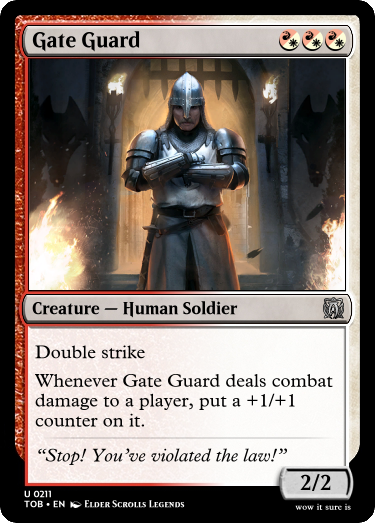 Gate Guard
Creature — Human Soldier
Double strike
Whenever Gate Guard deals combat
damage to a player, put a +1/+1
counter on it.
“Stop! You’ve violated the law!”
2/2
U 0211
TOB • EN Elder Scrolls Legends
wow it sure is